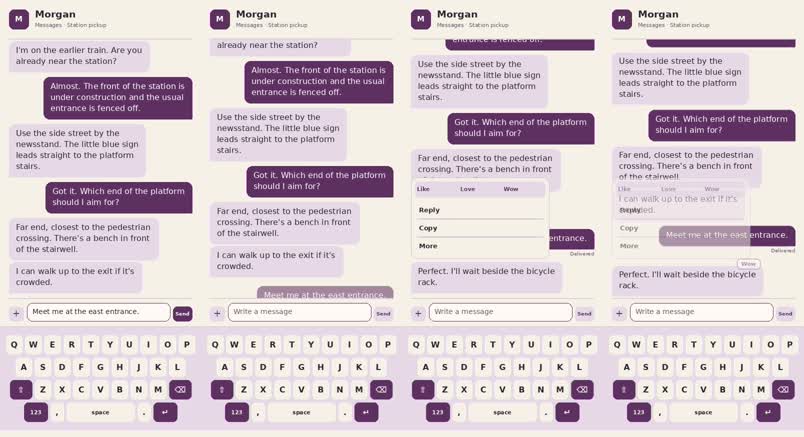 M
Morgan
Messages · Station pickup
I'm on the earlier train. Are you
already near the station?
Almost. The front of the station is
under construction and the usual
entrance is fenced off.
Use the side street by the
newsstand. The little blue sign
leads straight to the platform
stairs.
Got it. Which end of the platform
should I aim for?
Far end, closest to the pedestrian
crossing. There's a bench in front
of the stairwell.
I can walk up to the exit if it's
crowded.
+
Meet me at the east entrance.
Send
Q W E R T Y U I O P
A S D F G H J K L
⇧ Z X C V B N M ⌫
123 , space . ↵
M
Morgan
Messages · Station pickup
already near the station?
Almost. The front of the station is
under construction and the usual
entrance is fenced off.
Use the side street by the
newsstand. The little blue sign
leads straight to the platform
stairs.
Got it. Which end of the platform
should I aim for?
Far end, closest to the pedestrian
crossing. There's a bench in front
of the stairwell.
I can walk up to the exit if it's
crowded.
Meet me at the east entrance.
+
Write a message
Send
Q W E R T Y U I O P
A S D F G H J K L
⇧ Z X C V B N M ⌫
123 , space . ↵
M
Morgan
Messages · Station pickup
entrance is fenced off.
Use the side street by the
newsstand. The little blue sign
leads straight to the platform
stairs.
Got it. Which end of the platform
should I aim for?
Far end, closest to the pedestrian
crossing. There's a bench in front
Like Love Wow
Reply
Copy
More
entrance.
Delivered
Perfect. I'll wait beside the bicycle
rack.
+
Write a message
Send
Q W E R T Y U I O P
A S D F G H J K L
⇧ Z X C V B N M ⌫
123 , space . ↵
M
Morgan
Messages · Station pickup
Use the side street by the
newsstand. The little blue sign
leads straight to the platform
stairs.
Got it. Which end of the platform
should I aim for?
Far end, closest to the pedestrian
crossing. There's a bench in front
of the stairwell.
Like Love Wow
I can walk up to the exit if it's
crowded.
Reply
Copy
Meet me at the east entrance.
More
Delivered
Wow
Perfect. I'll wait beside the bicycle
rack.
+
Write a message
Send
Q W E R T Y U I O P
A S D F G H J K L
⇧ Z X C V B N M ⌫
123 , space . ↵